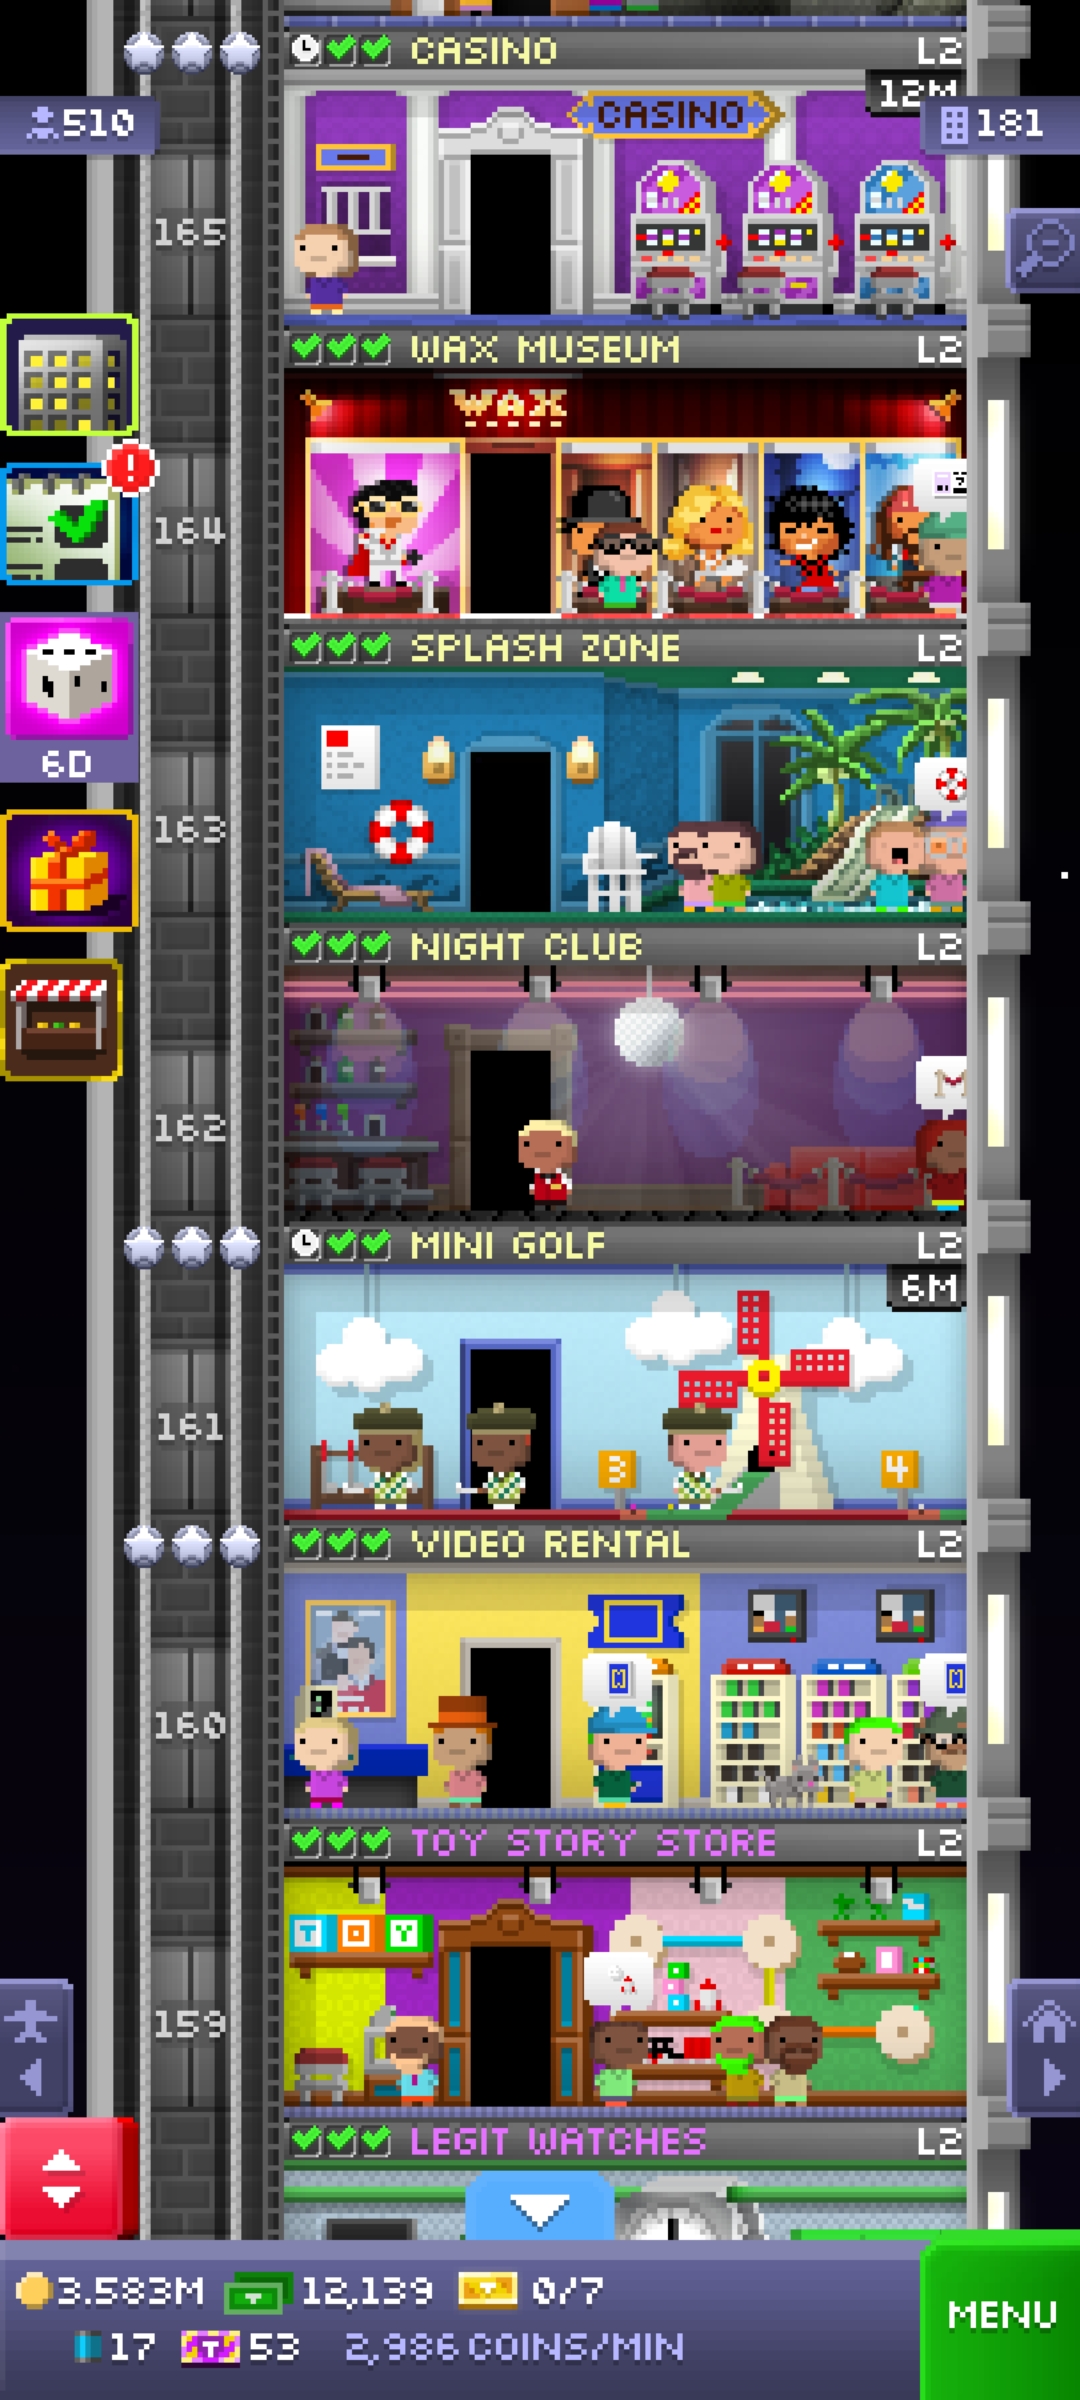 CASINO L2
12M
510
CASINO
181
165
WAX MUSEUM L2
WAX
164
SPLASH ZONE L2
6D
163
NIGHT CLUB L2
162
MINI GOLF L2
6M
161
3
4
VIDEO RENTAL L2
160
TOY STORY STORE L2
TOY
159
LEGIT WATCHES L2
3.583M 12,139 0/7
17 53 2,986 COINS/MIN
MENU